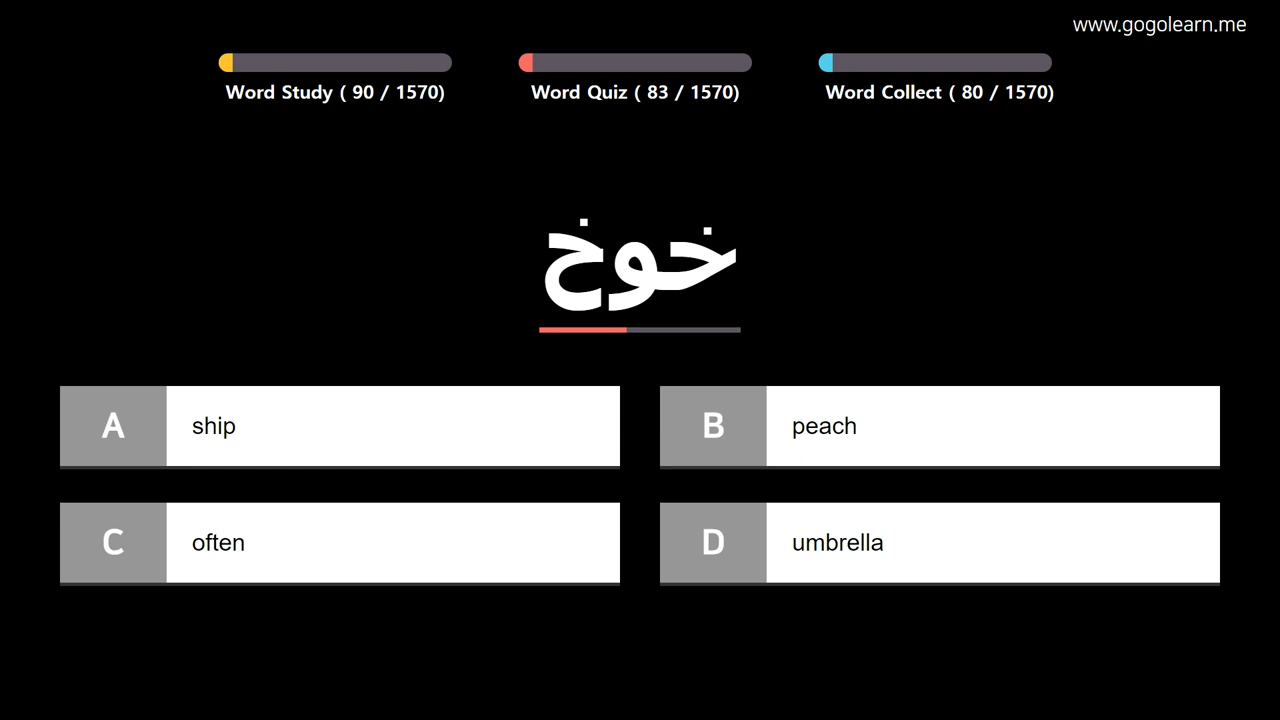 www.gogolearn.me
Word Study ( 90 / 1570)
Word Quiz ( 83 / 1570)
Word Collect ( 80 / 1570)
خوخ
A ship
B peach
C often
D umbrella